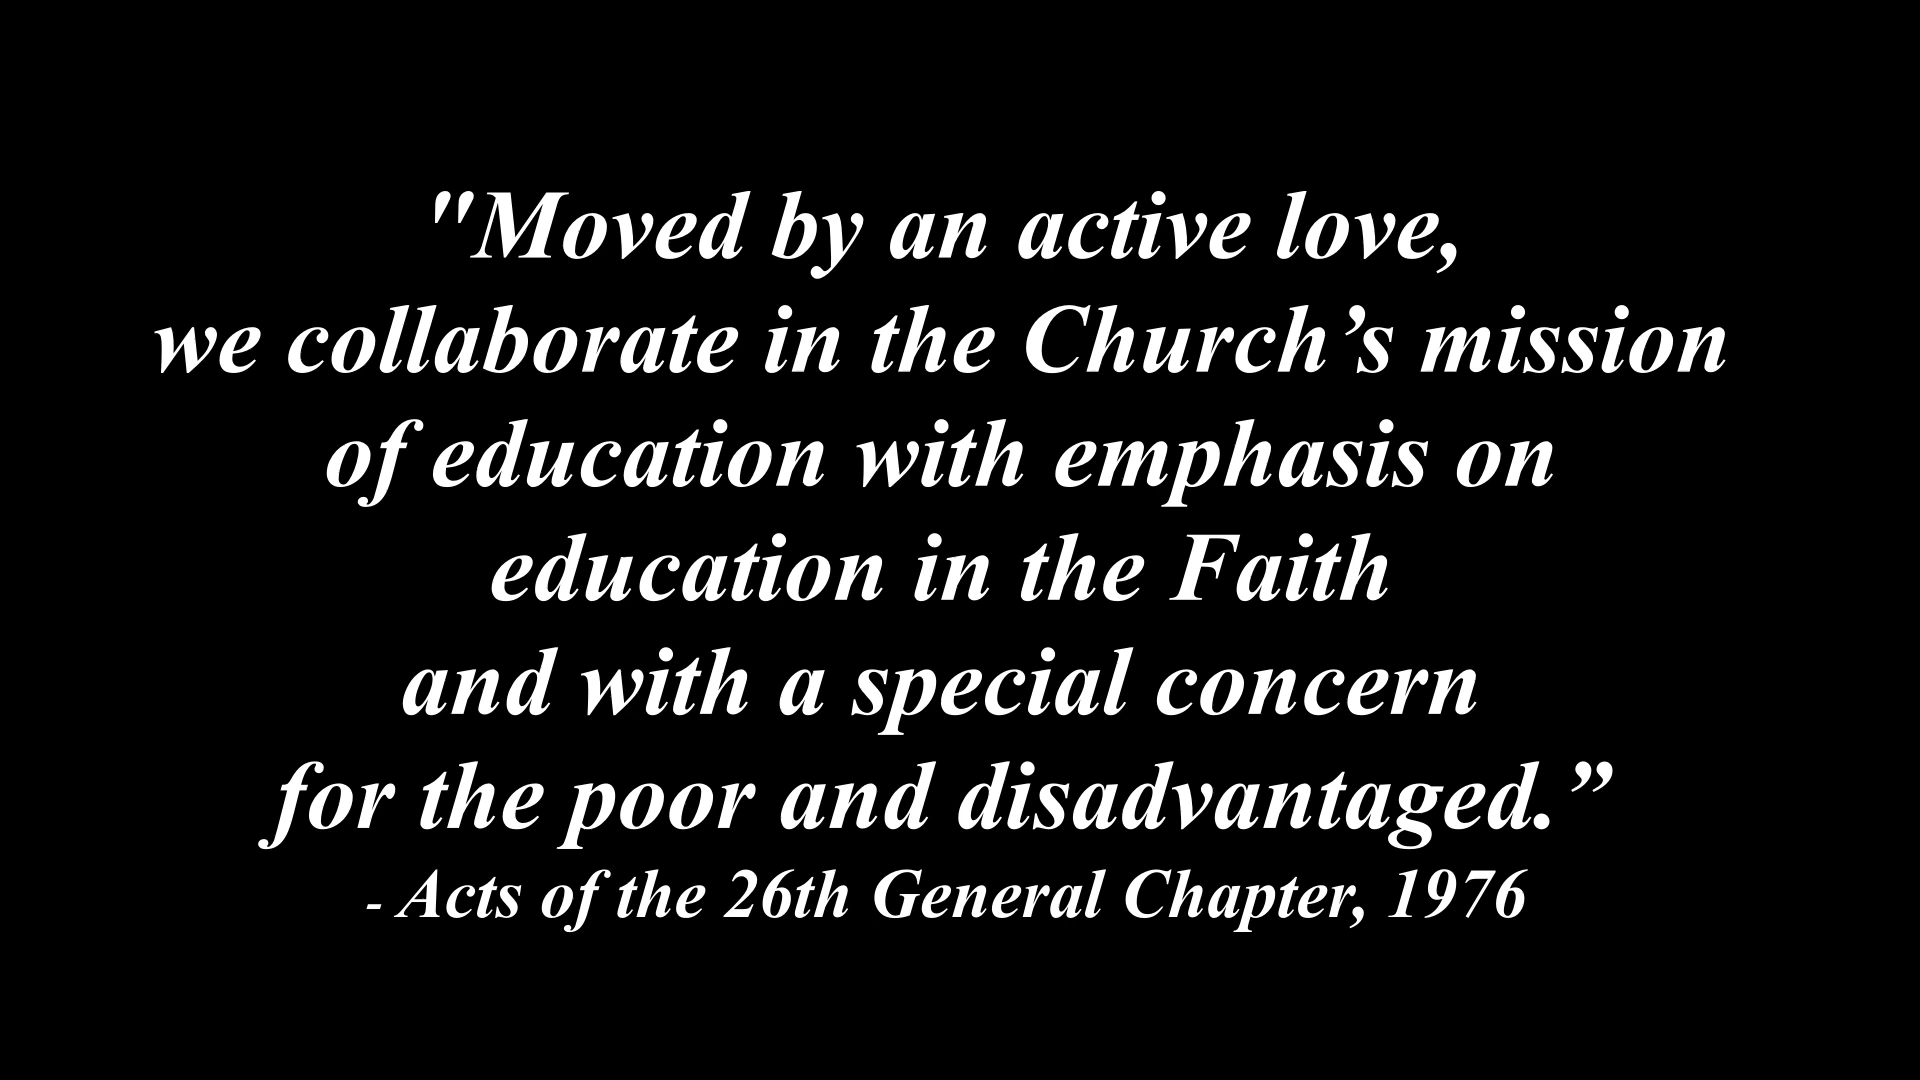 "Moved by an active love,
we collaborate in the Church’s mission
of education with emphasis on
education in the Faith
and with a special concern
for the poor and disadvantaged.”
- Acts of the 26th General Chapter, 1976